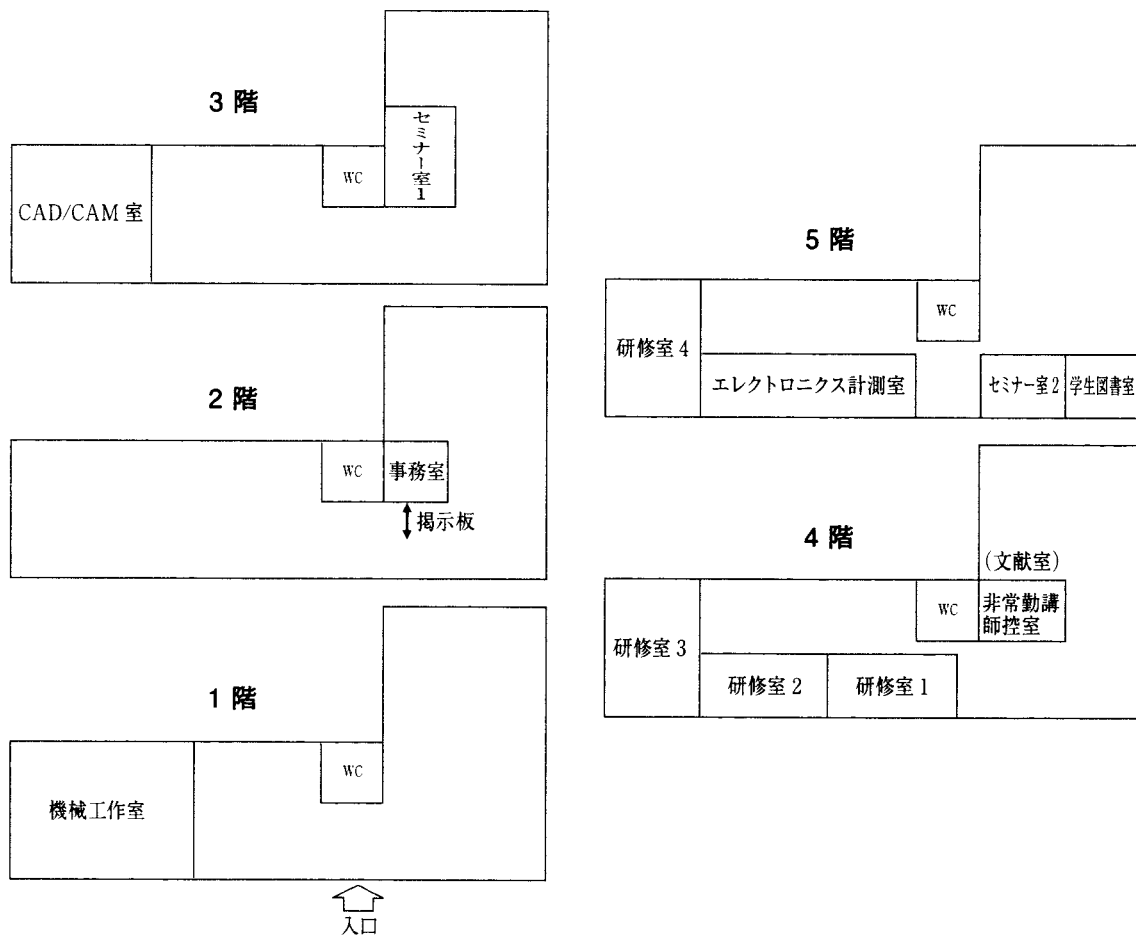 3 階
セミナー室1
WC
CAD/CAM 室
2 階
WC
事務室
掲示板
1 階
WC
機械工作室
入口
5 階
WC
研修室 4
エレクトロニクス計測室
セミナー室 2
学生図書室
4 階
(文献室)
WC
非常勤講
師控室
研修室 3
研修室 2
研修室 1